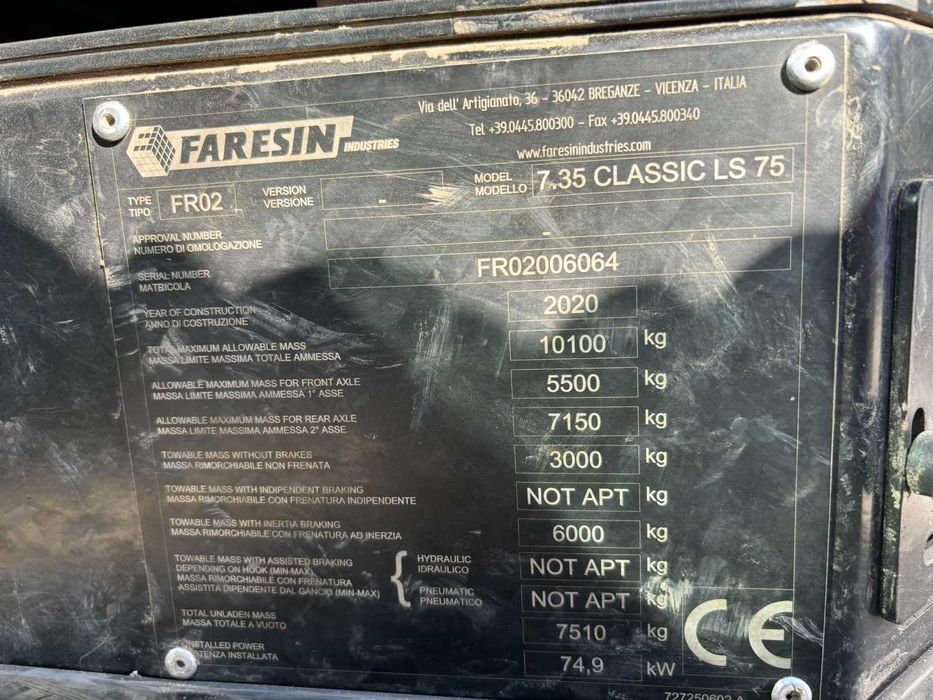 FARESIN INDUSTRIES
Via dell' Artigianato, 36 - 36042 BREGANZE - VICENZA - ITALIA
Tel +39.0445.800300 - Fax +39.0445.800340
www.faresinindustries.com
TYPE
TIPO
FR02
VERSION
VERSIONE
-
MODEL
MODELLO
7.35 CLASSIC LS 75
APPROVAL NUMBER
NUMERO DI OMOLOGAZIONE
-
SERIAL NUMBER
MATRICOLA
FR02006064
YEAR OF CONSTRUCTION
ANNO DI COSTRUZIONE
2020
TOTAL MAXIMUM ALLOWABLE MASS
MASSA LIMITE MASSIMA TOTALE AMMESSA
10100 kg
ALLOWABLE MAXIMUM MASS FOR FRONT AXLE
MASSA LIMITE MASSIMA AMMESSA 1° ASSE
5500 kg
ALLOWABLE MAXIMUM MASS FOR REAR AXLE
MASSA LIMITE MASSIMA AMMESSA 2° ASSE
7150 kg
TOWABLE MASS WITHOUT BRAKES
MASSA RIMORCHIABILE NON FRENATA
3000 kg
TOWABLE MASS WITH INDIPENDENT BRAKING
MASSA RIMORCHIABILE CON FRENATURA INDIPENDENTE
NOT APT kg
TOWABLE MASS WITH INERTIA BRAKING
MASSA RIMORCHIABILE CON FRENATURA AD INERZIA
6000 kg
TOWABLE MASS WITH ASSISTED BRAKING
DEPENDING ON HOOK (MIN-MAX)
MASSA RIMORCHIABILE CON FRENATURA
ASSISTITA DIPENDENTE DAL GANCIO (MIN-MAX)
HYDRAULIC
IDRAULICO
NOT APT kg
PNEUMATIC
PNEUMATICO
NOT APT kg
TOTAL UNLADEN MASS
MASSA TOTALE A VUOTO
7510 kg
INSTALLED POWER
POTENZA INSTALLATA
74,9 kW
CE
727250602